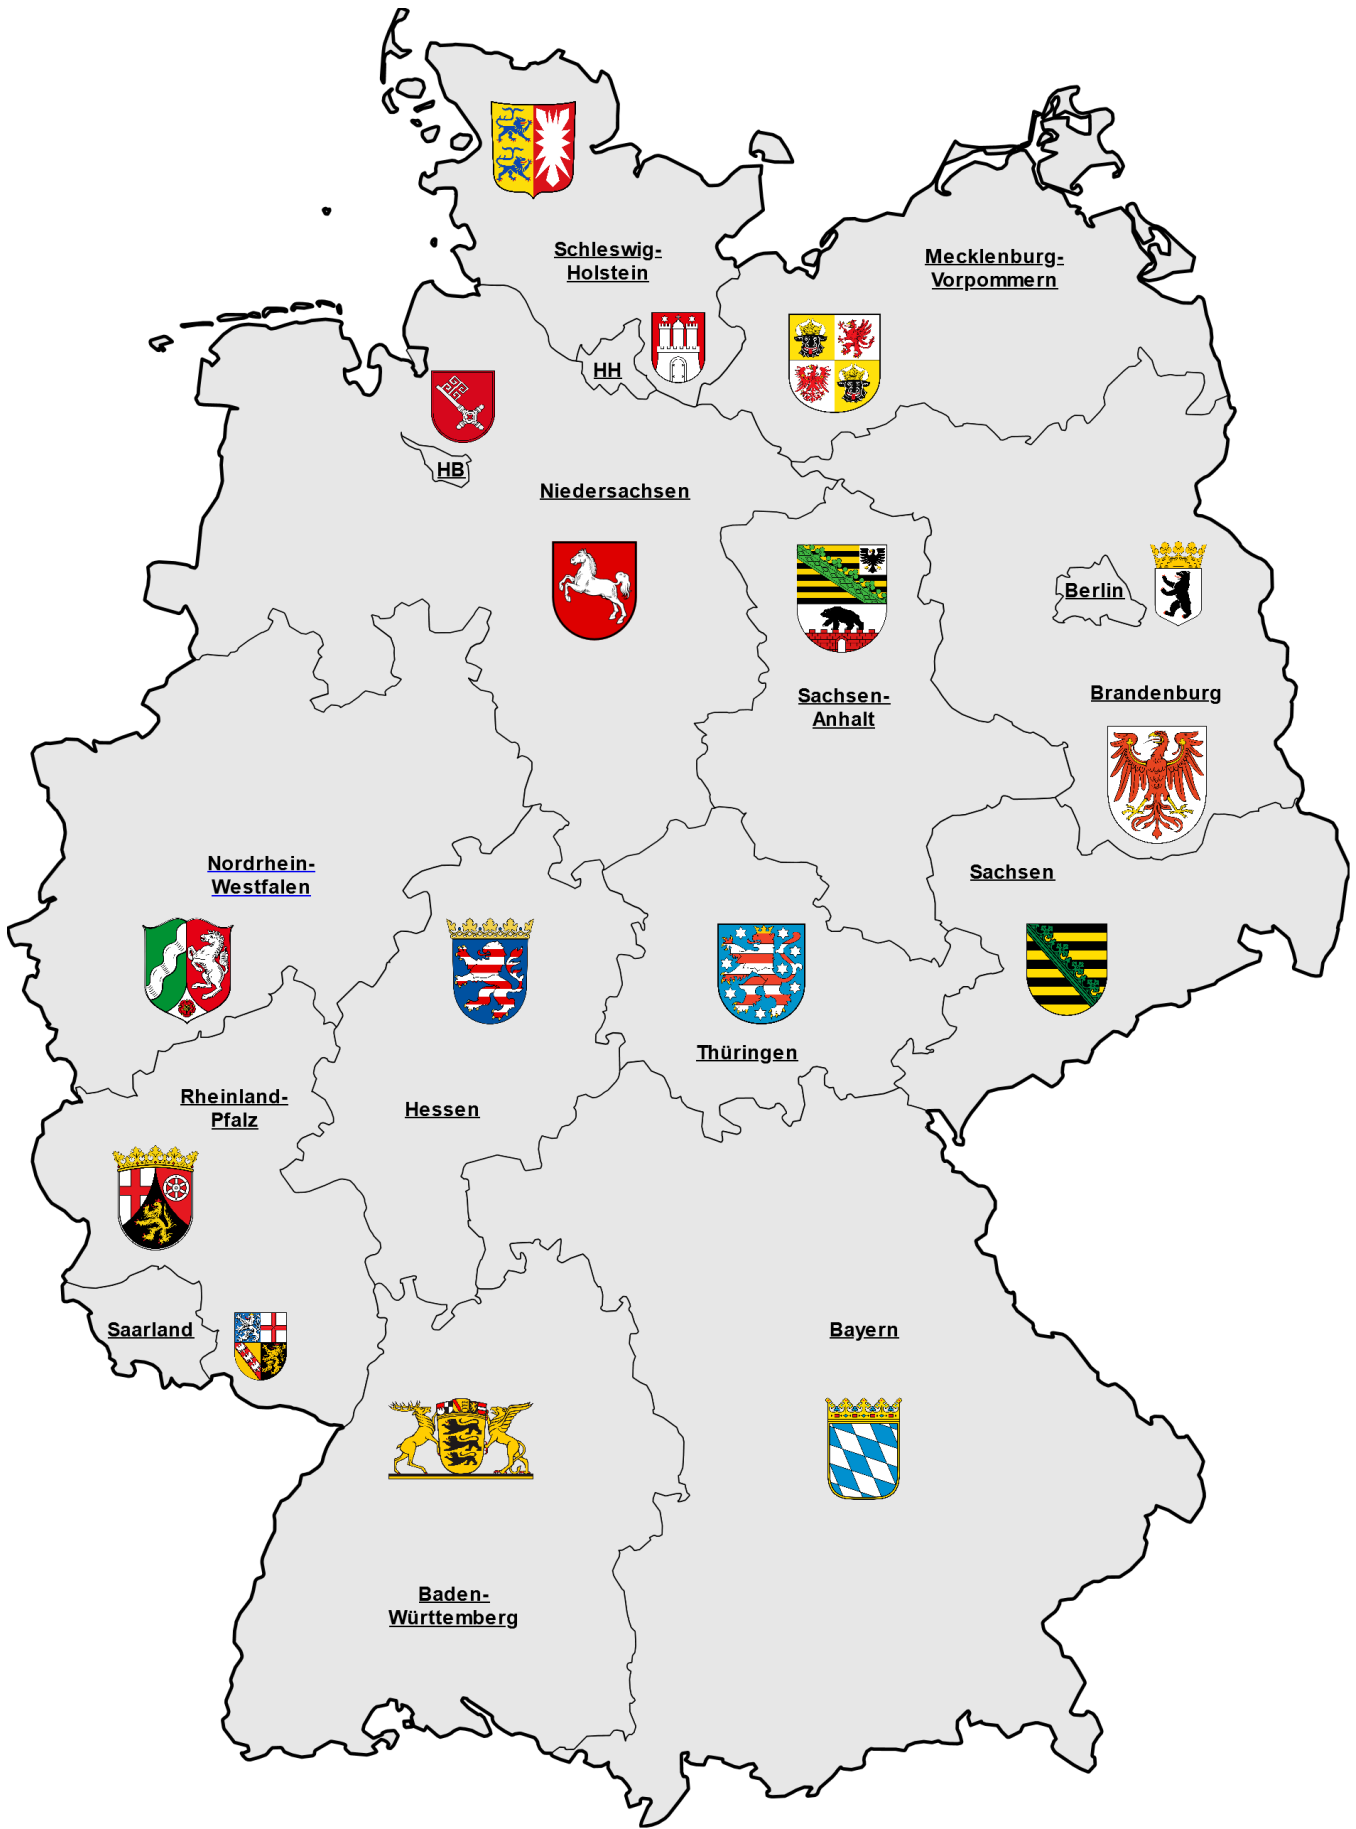 Schleswig-
Holstein
Mecklenburg-
Vorpommern
HH
HB
Niedersachsen
Berlin
Sachsen-
Anhalt
Brandenburg
Nordrhein-
Westfalen
Sachsen
Thüringen
Rheinland-
Pfalz
Hessen
Saarland
Bayern
Baden-
Württemberg